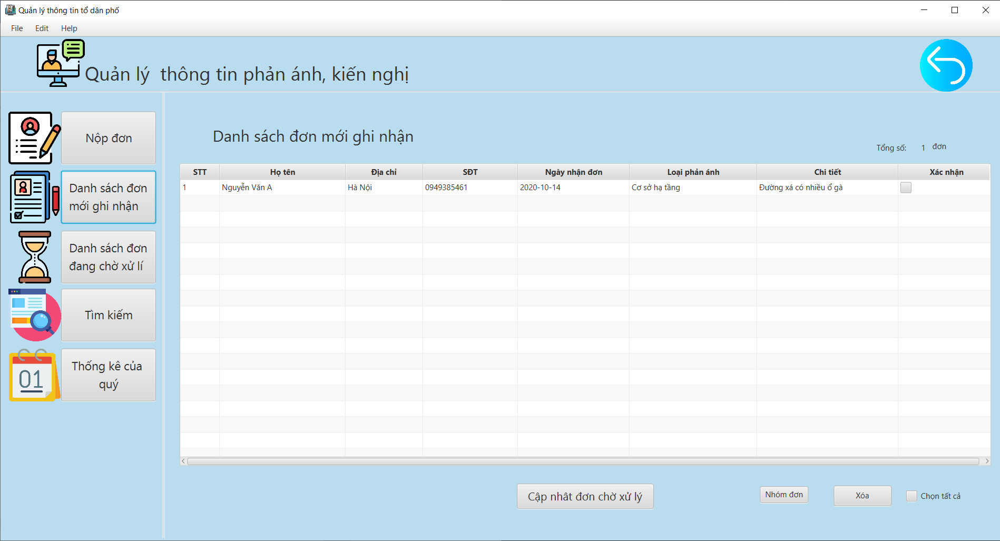 Quản lý thông tin tổ dân phố
File Edit Help
Quản lý thông tin phản ánh, kiến nghị
Nộp đơn
Danh sách đơn
mới ghi nhận
Danh sách đơn
đang chờ xử lí
Tìm kiếm
01
Thống kê của
quý
Danh sách đơn mới ghi nhận
Tổng số: 1 đơn
STT Họ tên Địa chỉ SĐT Ngày nhận đơn Loại phản ánh Chi tiết Xác nhận
1 Nguyễn Văn A Hà Nội 0949385461 2020-10-14 Cơ sở hạ tầng Đường xá có nhiều ổ gà
Cập nhât đơn chờ xử lý Nhóm đơn Xóa Chọn tất cả